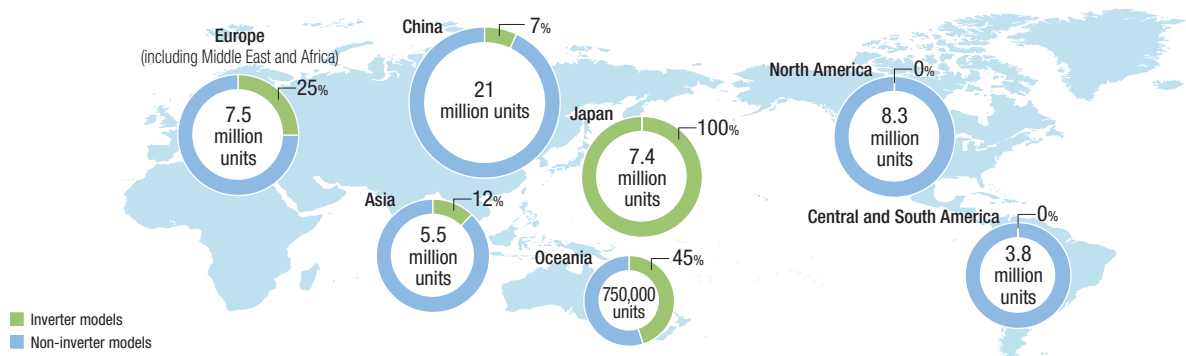 Europe
(including Middle East and Africa)
25%
7.5
million
units
China
7%
21
million units
Japan
100%
7.4
million
units
Asia
12%
5.5
million
units
Oceania
45%
750,000
units
North America
0%
8.3
million
units
Central and South America
0%
3.8
million
units
Inverter models
Non-inverter models